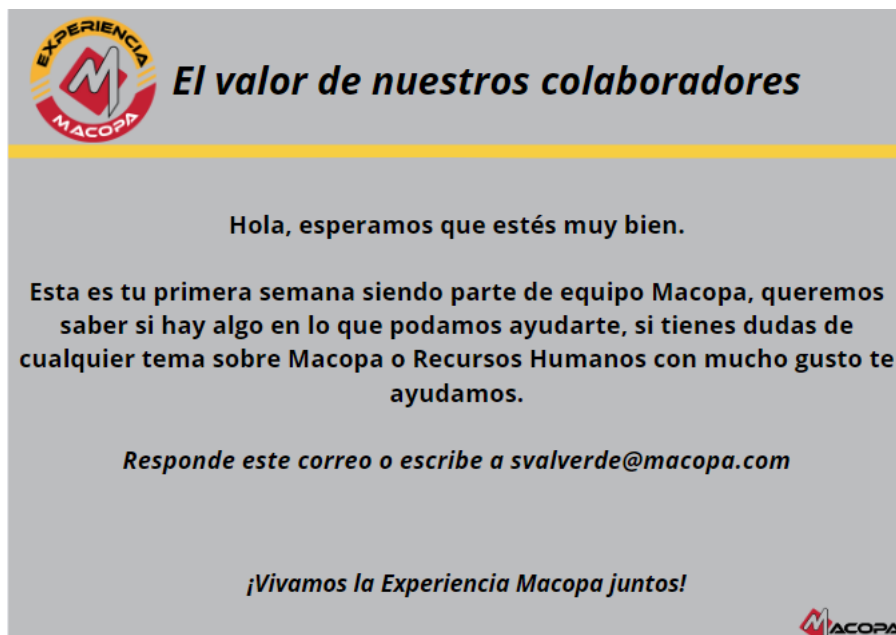 EXPERIENCIA
MACOPA
El valor de nuestros colaboradores
Hola, esperamos que estés muy bien.
Esta es tu primera semana siendo parte de equipo Macopa, queremos
saber si hay algo en lo que podamos ayudarte, si tienes dudas de
cualquier tema sobre Macopa o Recursos Humanos con mucho gusto te
ayudamos.
Responde este correo o escribe a svalverde@macopa.com
¡Vivamos la Experiencia Macopa juntos!
MACOPA